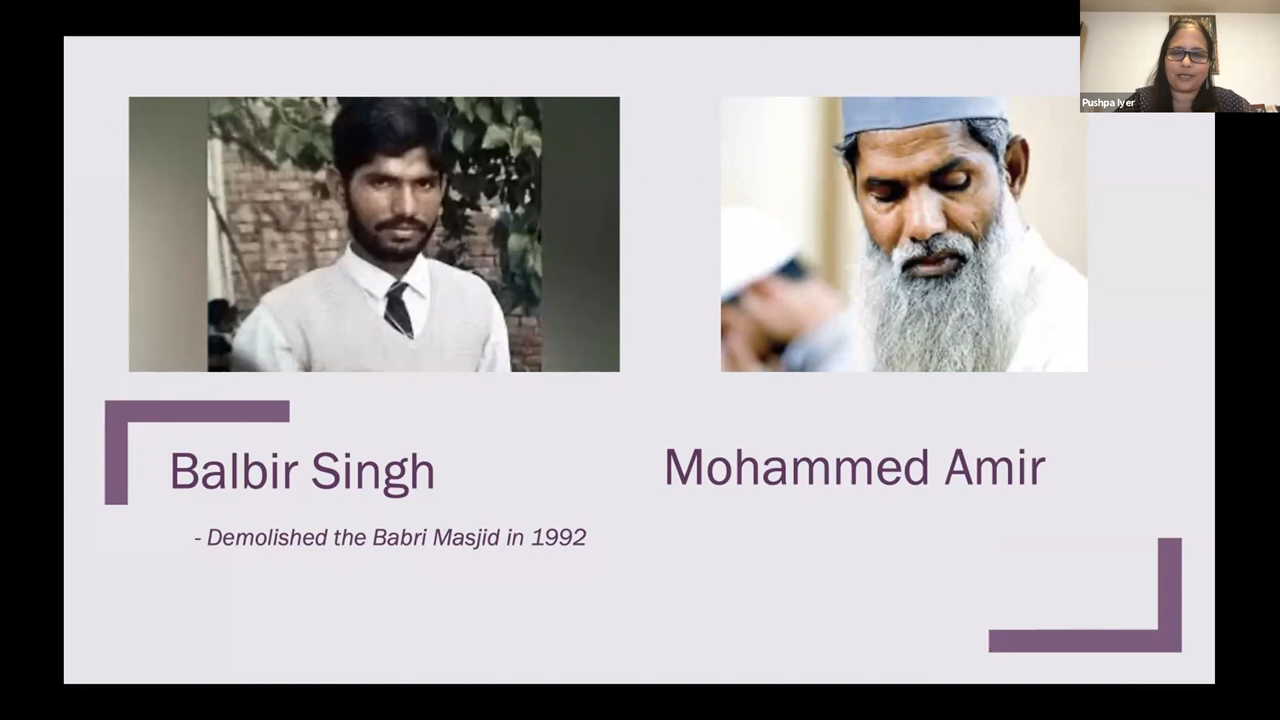 Pushpa Iyer
Balbir Singh
Mohammed Amir
- Demolished the Babri Masjid in 1992